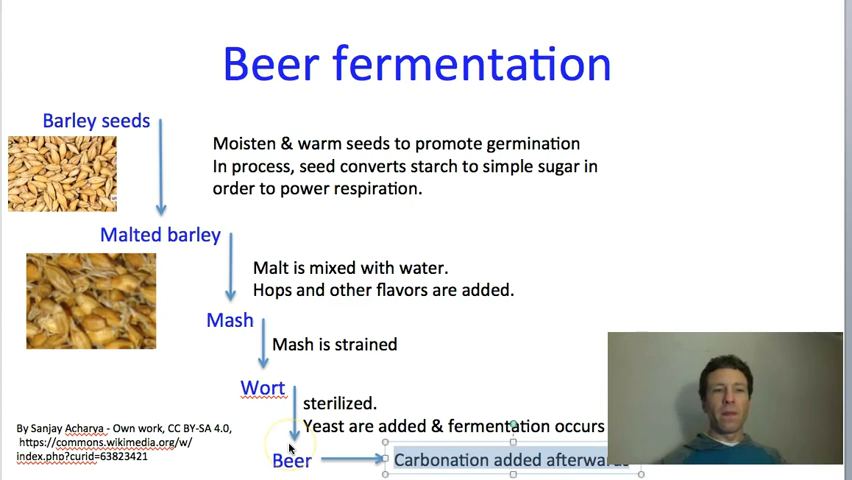 Beer fermentation
Barley seeds
Moisten & warm seeds to promote germination
In process, seed converts starch to simple sugar in
order to power respiration.
Malted barley
Malt is mixed with water.
Hops and other flavors are added.
Mash
Mash is strained
Wort
sterilized.
Yeast are added & fermentation occurs
By Sanjay Acharya - Own work, CC BY-SA 4.0,
https://commons.wikimedia.org/w/
index.php?curid=63823421
Beer
Carbonation added afterwards